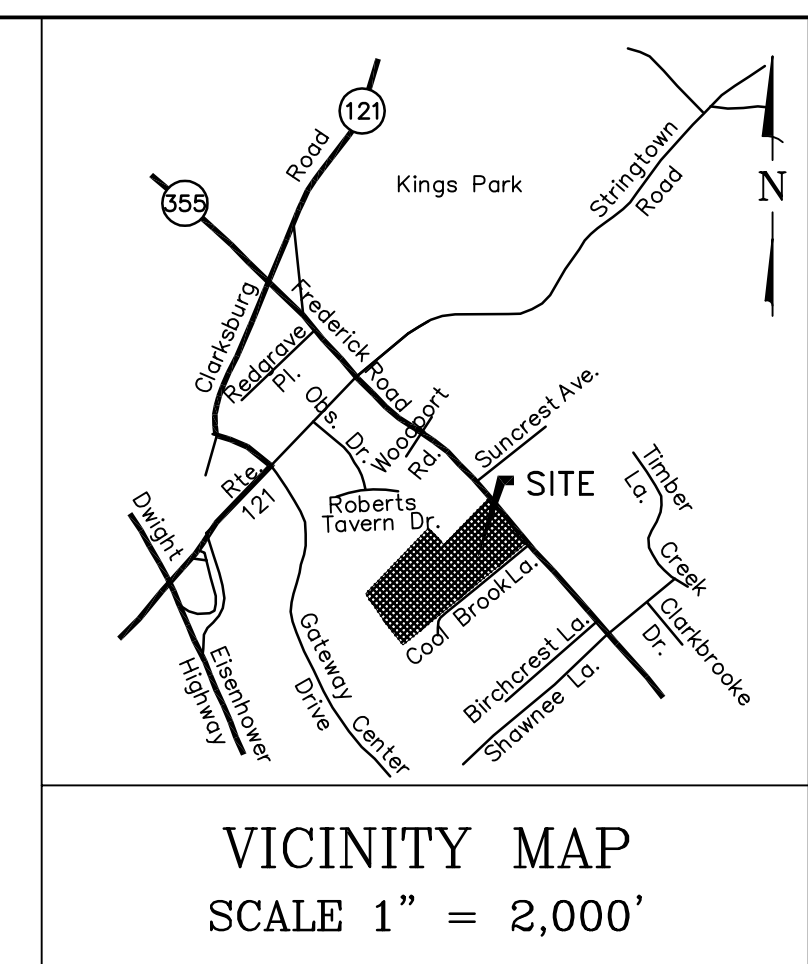 121
Road
Kings Park
Stringtown
Road
N
355
Clarksburg
Frederick Road
Redgrave
Pl.
Obs. Dr.
Woodport
Rd.
Suncrest Ave.
SITE
Timber
La.
Creek
Rte.
121
Roberts
Tavern Dr.
Dwight
Eisenhower
Highway
Cool Brook La.
Gateway Center
Drive
Birchcrest La.
Shawnee La.
Clarkbrooke
Dr.
VICINITY MAP
SCALE 1" = 2,000'